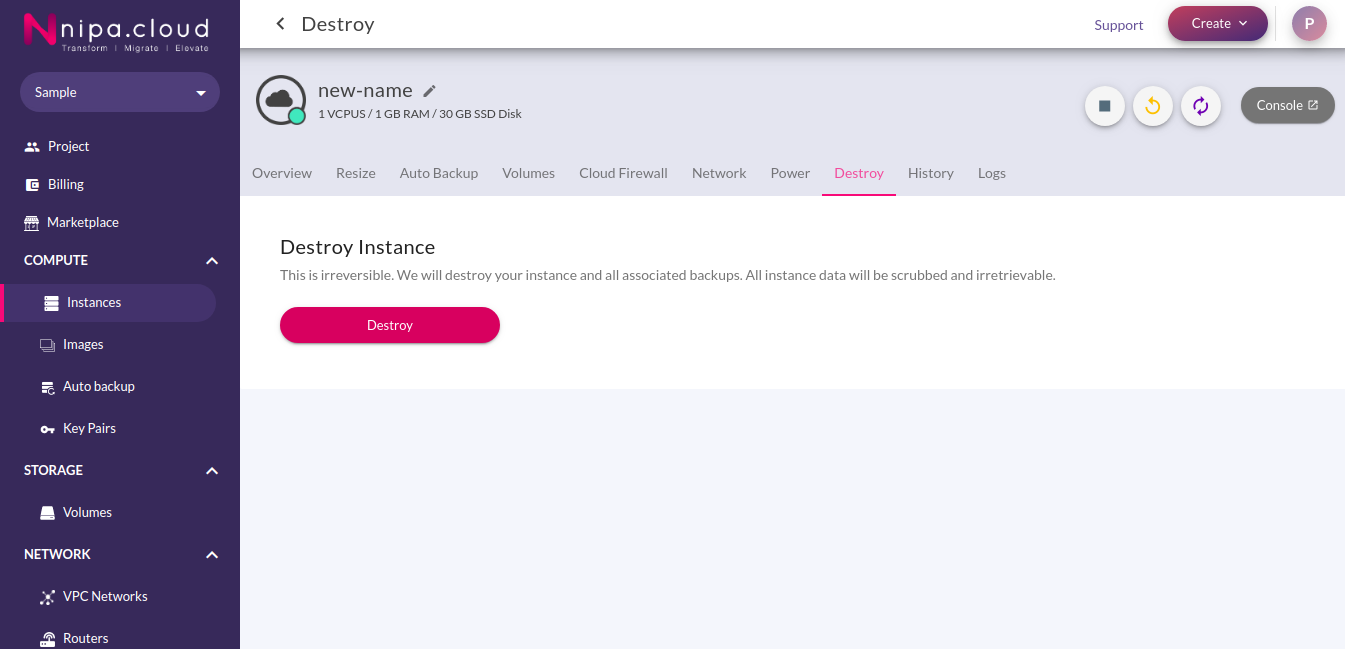 nipa.cloud
Transform | Migrate | Elevate
Sample
Project
Billing
Marketplace
COMPUTE
Instances
Images
Auto backup
Key Pairs
STORAGE
Volumes
NETWORK
VPC Networks
Routers
Destroy
Support
Create
P
new-name
1 VCPUS / 1 GB RAM / 30 GB SSD Disk
Console
Overview Resize Auto Backup Volumes Cloud Firewall Network Power Destroy History Logs
Destroy Instance
This is irreversible. We will destroy your instance and all associated backups. All instance data will be scrubbed and irretrievable.
Destroy